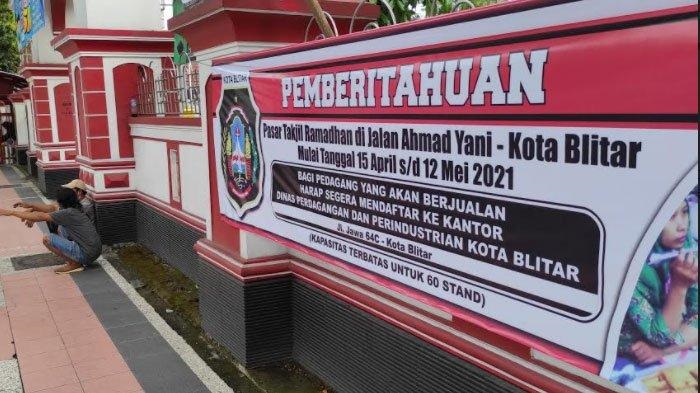 KOTA BLITAR
PEMBERITAHUAN
Pasar Takjil Ramadhan di Jalan Ahmad Yani - Kota Blitar
Mulai Tanggal 15 April s/d 12 Mei 2021
BAGI PEDAGANG YANG AKAN BERJUALAN
HARAP SEGERA MENDAFTAR KE KANTOR
DINAS PERDAGANGAN DAN PERINDUSTRIAN KOTA BLITAR
Jl. Jawa 64C - Kota Blitar
(KAPASITAS TERBATAS UNTUK 60 STAND)